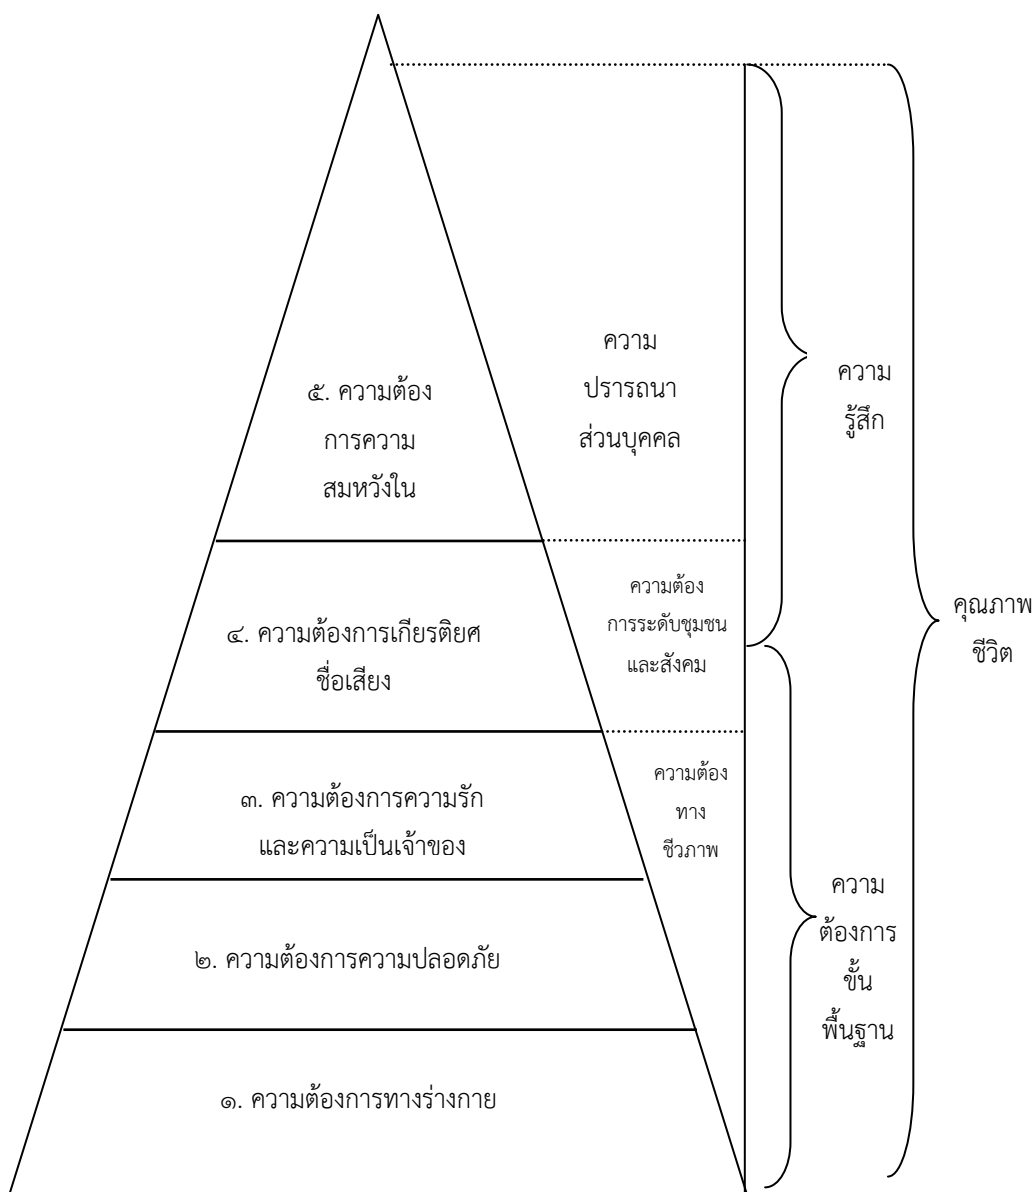 ๕. ความต้อง
การความ
สมหวังใน
๔. ความต้องการเกียรติยศ
ชื่อเสียง
๓. ความต้องการความรัก
และความเป็นเจ้าของ
๒. ความต้องการความปลอดภัย
๑. ความต้องการทางร่างกาย
ความ
ปรารถนา
ส่วนบุคคล
ความต้อง
การระดับชุมชน
และสังคม
ความต้อง
ทาง
ชีวภาพ
ความ
รู้สึก
ความ
ต้องการ
ขั้น
พื้นฐาน
คุณภาพ
ชีวิต